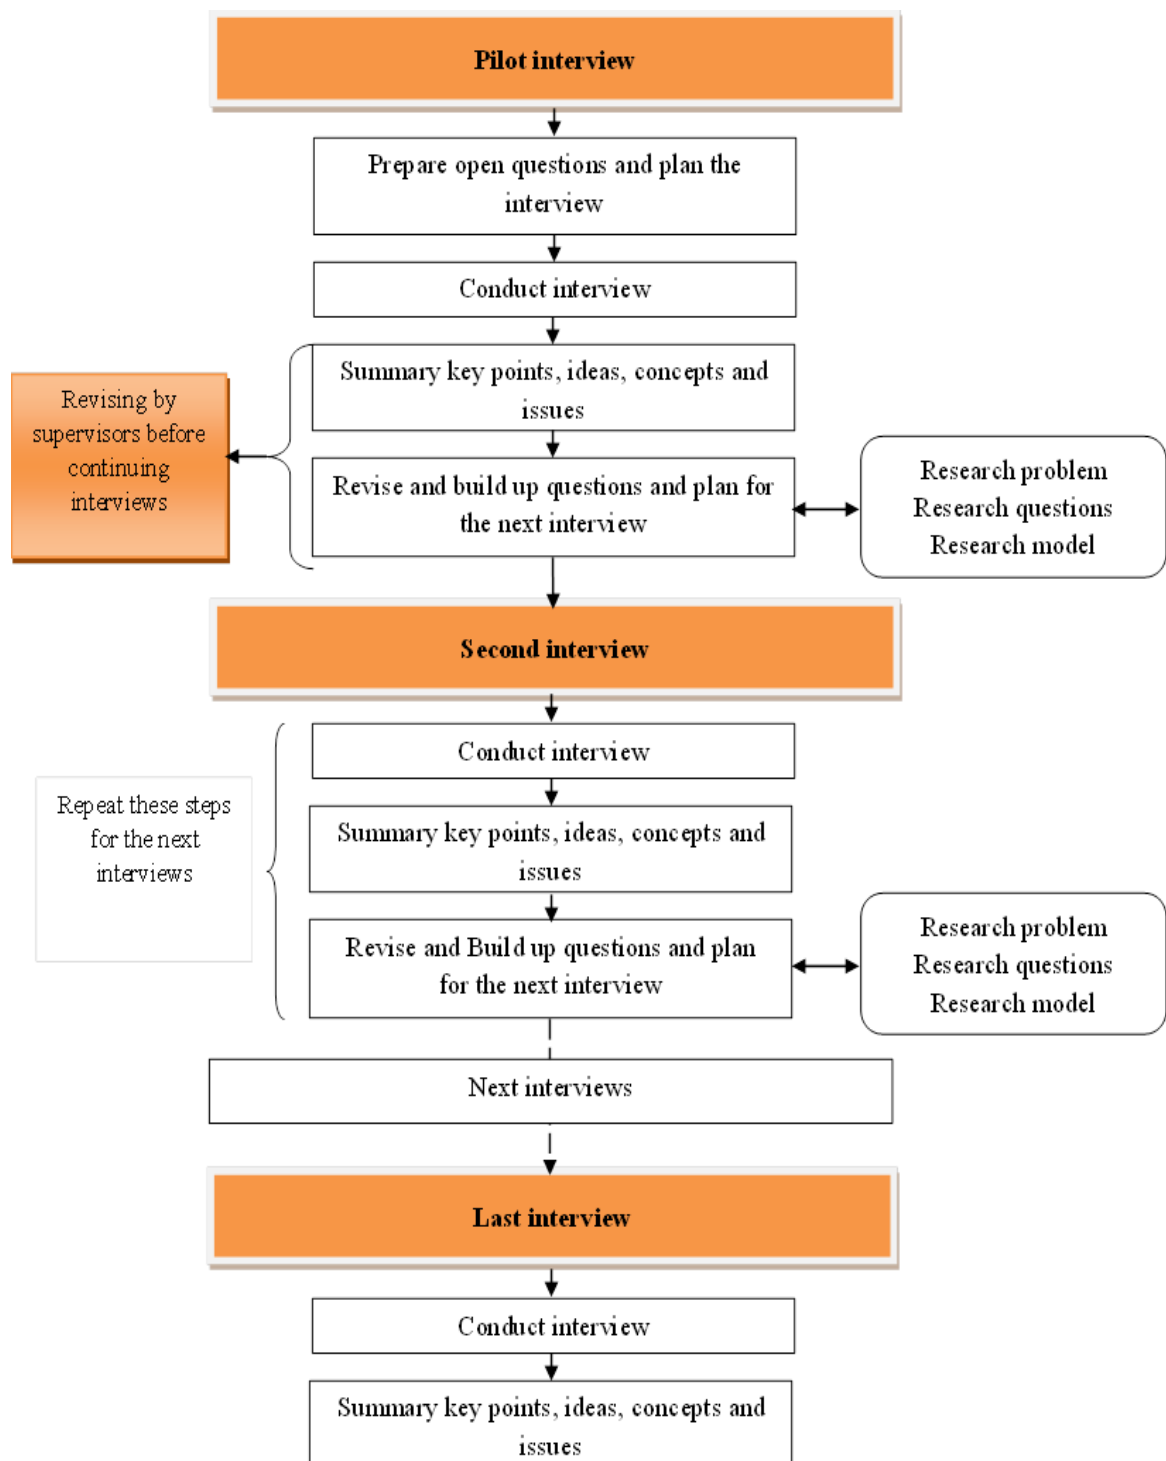 Pilot interview
Prepare open questions and plan the
interview
Conduct interview
Summary key points, ideas, concepts and
issues
Revising by
supervisors before
continuing
interviews
Revise and build up questions and plan for
the next interview
Research problem
Research questions
Research model
Second interview
Conduct interview
Repeat these steps
for the next
interviews
Summary key points, ideas, concepts and
issues
Revise and Build up questions and plan
for the next interview
Research problem
Research questions
Research model
Next interviews
Last interview
Conduct interview
Summary key points, ideas, concepts and
issues